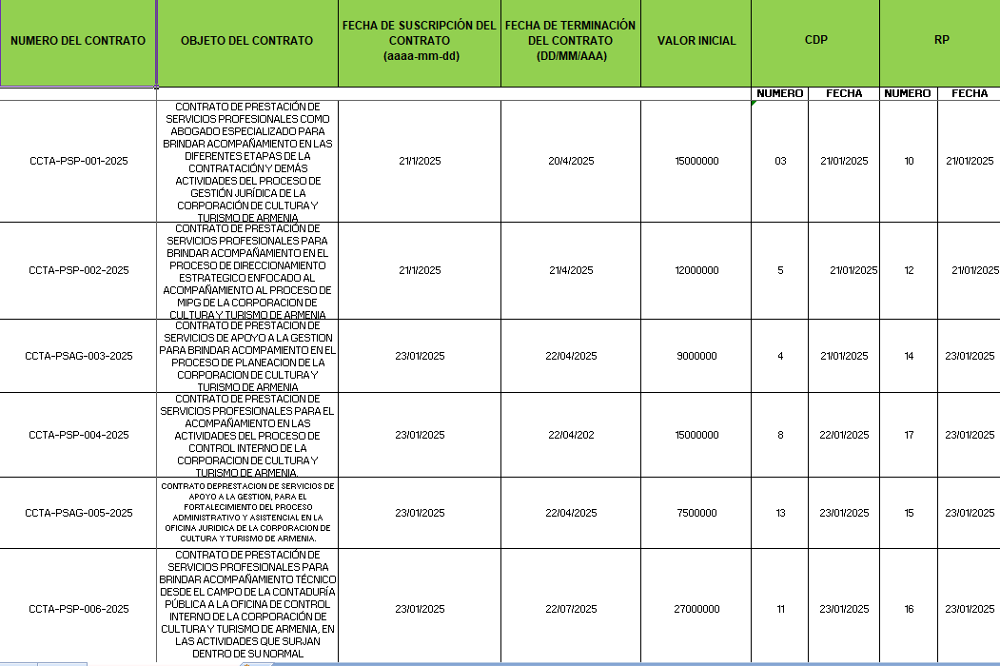 NUMERO DEL CONTRATO
OBJETO DEL CONTRATO
FECHA DE SUSCRIPCIÓN DEL
CONTRATO
(aaaa-mm-dd)
FECHA DE TERMINACIÓN
DEL CONTRATO
(DD/MM/AAA)
VALOR INICIAL
CDP
RP
NUMERO
FECHA
NUMERO
FECHA
CCTA-PSP-001-2025
CONTRATO DE PRESTACIÓN DE
SERVICIOS PROFESIONALES COMO
ABOGADO ESPECIALIZADO PARA
BRINDAR ACOMPAÑAMIENTO EN LAS
DIFERENTES ETAPAS DE LA
CONTRATACIÓN Y DEMÁS
ACTIVIDADES DEL PROCESO DE
GESTIÓN JURÍDICA DE LA
CORPORACIÓN DE CULTURA Y
TURISMO DE ARMENIA
21/1/2025
20/4/2025
15000000
03
21/01/2025
10
21/01/2025
CCTA-PSP-002-2025
CONTRATO DE PRESTACIÓN DE
SERVICIOS PROFESIONALES PARA
BRINDAR ACOMPAÑAMIENTO EN EL
PROCESO DE DIRECCIONAMIENTO
ESTRATEGICO ENFOCADO AL
ACOMPAÑAMIENTO AL PROCESO DE
MIPG DE LA CORPORACION DE
CULTURA Y TURISMO DE ARMENIA
21/1/2025
21/4/2025
12000000
5
21/01/2025
12
21/01/2025
CCTA-PSAG-003-2025
CONTRATO DE PRESTACION DE
SERVICIOS DE APOYO A LA GESTION
PARA BRINDAR ACOMPAMIENTO EN EL
PROCESO DE PLANEACION DE LA
CORPORACION DE CULTURA Y
TURISMO DE ARMENIA
23/01/2025
22/04/2025
9000000
4
21/01/2025
14
23/01/2025
CCTA-PSP-004-2025
CONTRATO DE PRESTACION DE
SERVICIOS PROFESIONALES PARA EL
ACOMPAÑAMIENTO EN LAS
ACTIVIDADES DEL PROCESO DE
CONTROL INTERNO DE LA
CORPORACION DE CULTURA Y
TURISMO DE ARMENIA.
23/01/2025
22/04/202
15000000
8
22/01/2025
17
23/01/2025
CCTA-PSAG-005-2025
CONTRATO DEPRESTACION DE SERVICIOS DE
APOYO A LA GESTION, PARA EL
FORTALECIMIENTO DEL PROCESO
ADMINISTRATIVO Y ASISTENCIAL EN LA
OFICINA JURIDICA DE LA CORPORACION DE
CULTURA Y TURISMO DE ARMENIA.
23/01/2025
22/04/2025
7500000
13
23/01/2025
15
23/01/2025
CCTA-PSP-006-2025
CONTRATO DE PRESTACIÓN DE
SERVICIOS PROFESIONALES PARA
BRINDAR ACOMPAÑAMIENTO TÉCNICO
DESDE EL CAMPO DE LA CONTADURÍA
PÚBLICA A LA OFICINA DE CONTROL
INTERNO DE LA CORPORACIÓN DE
CULTURA Y TURISMO DE ARMENIA, EN
LAS ACTIVIDADES QUE SURJAN
DENTRO DE SU NORMAL
23/01/2025
22/07/2025
27000000
11
23/01/2025
16
23/01/2025